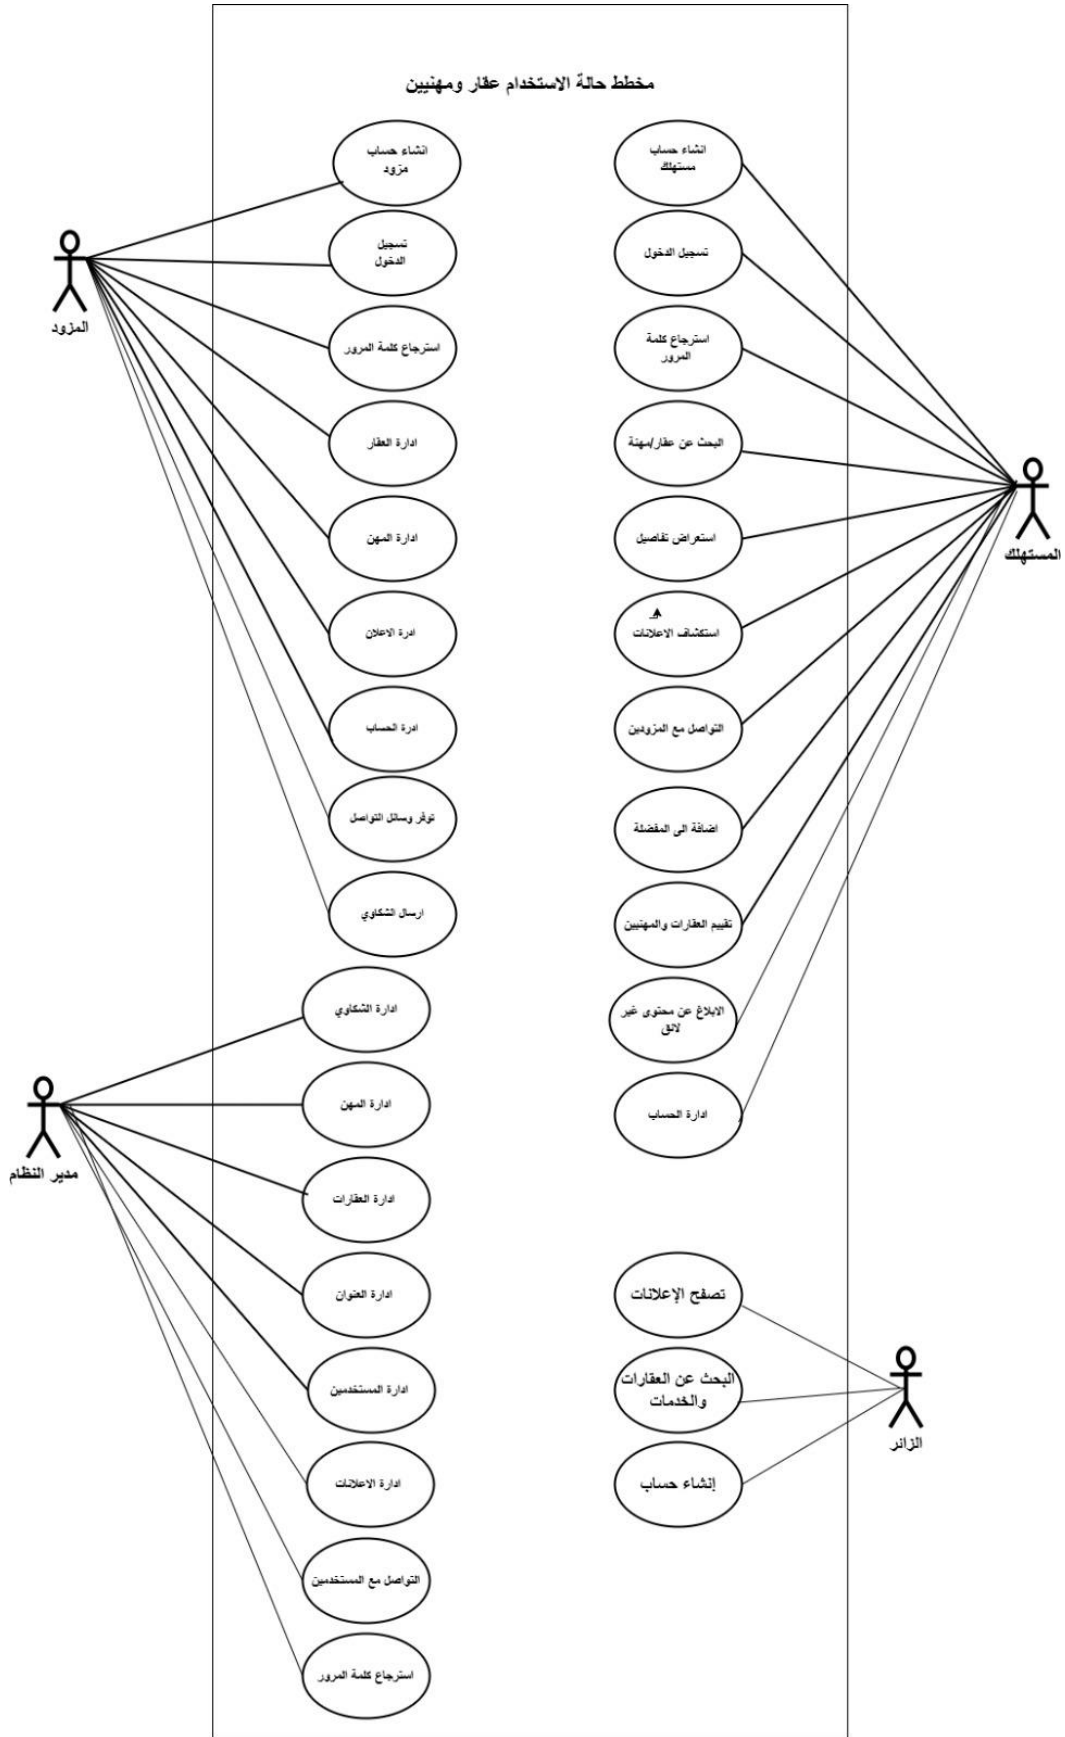 مخطط حالة الاستخدام عقار ومهنيين
انشاء حساب
مستهلك
تسجيل الدخول
استرجاع كلمة
المرور
البحث عن عقار/مهنة
استعراض تفاصيل
استكشاف الاعلانات
التواصل مع المزودين
اضافة الى المفضلة
تقييم العقارات والمهنيين
الابلاغ عن محتوى غير
لائق
ادارة الحساب
المستهلك
تصفح الإعلانات
البحث عن العقارات
والخدمات
إنشاء حساب
الزائر
انشاء حساب
مزود
تسجيل
الدخول
استرجاع كلمة المرور
ادارة العقار
ادارة المهن
ادرة الاعلان
ادرة الحساب
توفر وسائل التواصل
ارسال الشكاوي
المزود
ادارة الشكاوي
ادارة المهن
ادارة العقارات
ادارة العنوان
ادارة المستخدمين
ادارة الاعلانات
التواصل مع المستخدمين
استرجاع كلمة المرور
مدير النظام